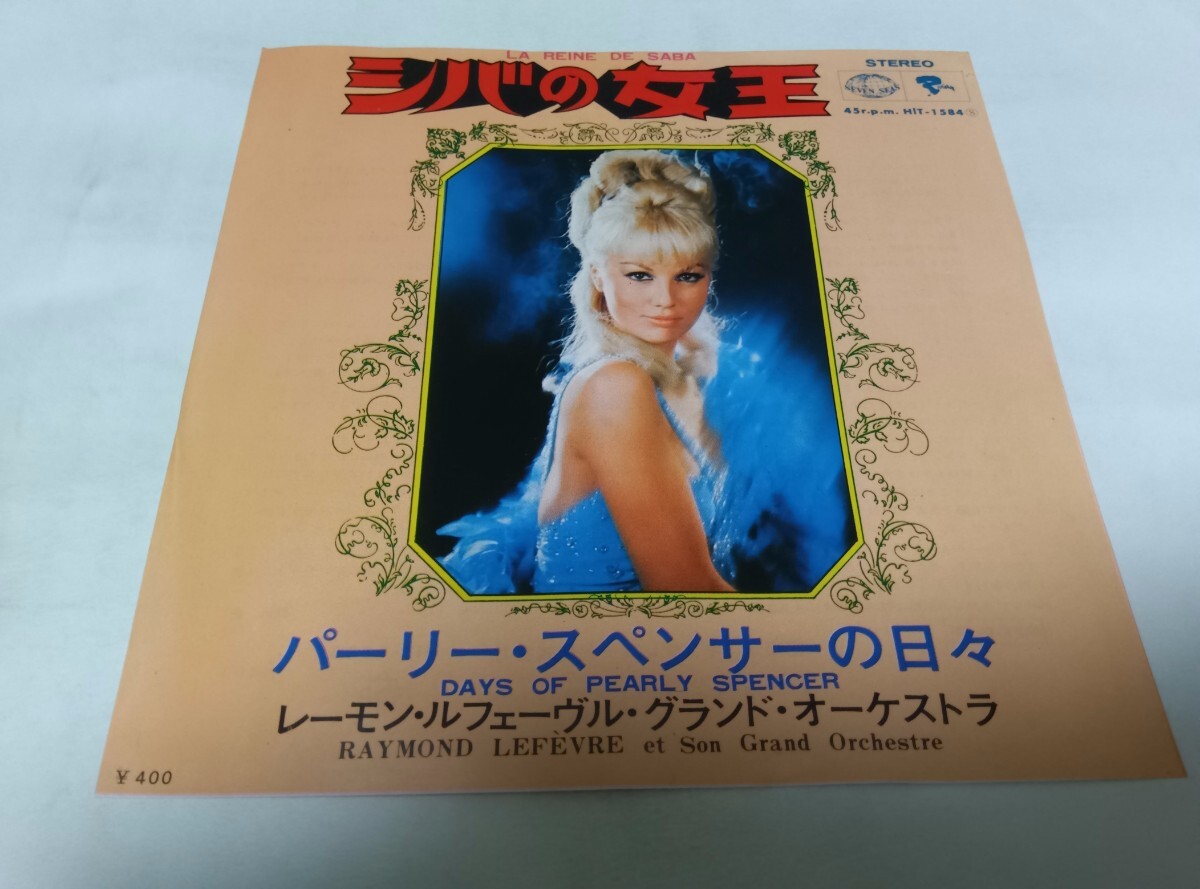 LA REINE DE SABA
シバの女王
STEREO
SEVEN SEAS
45r.p.m. HIT-1584
パーリー・スペンサーの日々
DAYS OF PEARLY SPENCER
レーモン・ルフェーヴル・グランド・オーケストラ
RAYMOND LEFÈVRE et Son Grand Orchestre
¥400